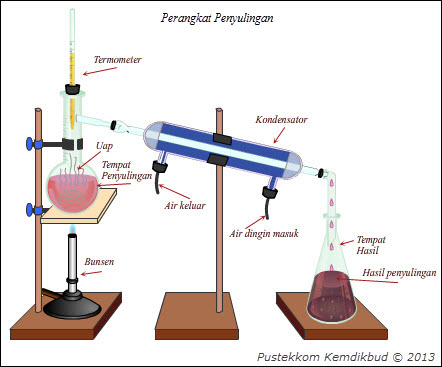 Perangkat Penyulingan
Termometer
Kondensator
Uap
Tempat
Penyulingan
Air keluar
Air dingin masuk
Tempat
Hasil
Bunsen
Hasil penyulingan
Pustekkom Kemdikbud © 2013